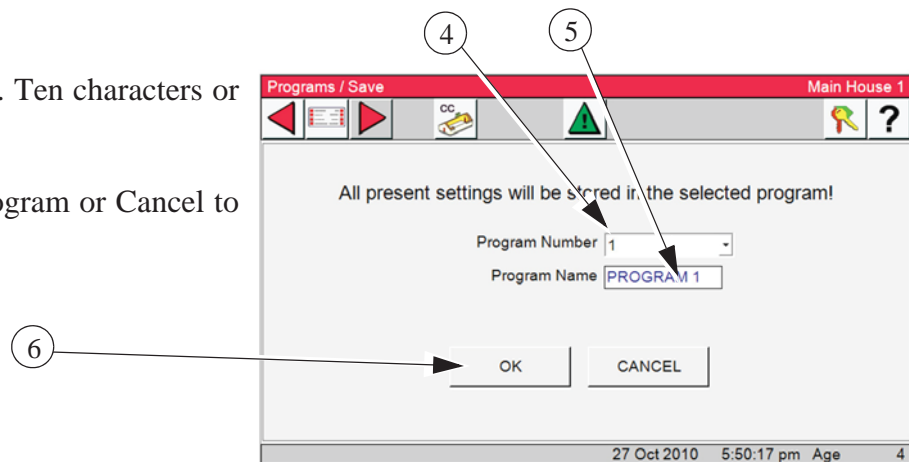 4 5
. Ten characters or
ogram or Cancel to
6
Programs / Save Main House 1
CC
?
All present settings will be stored in the selected program!
Program Number 1
Program Name PROGRAM 1
OK CANCEL
27 Oct 2010 5:50:17 pm Age 4